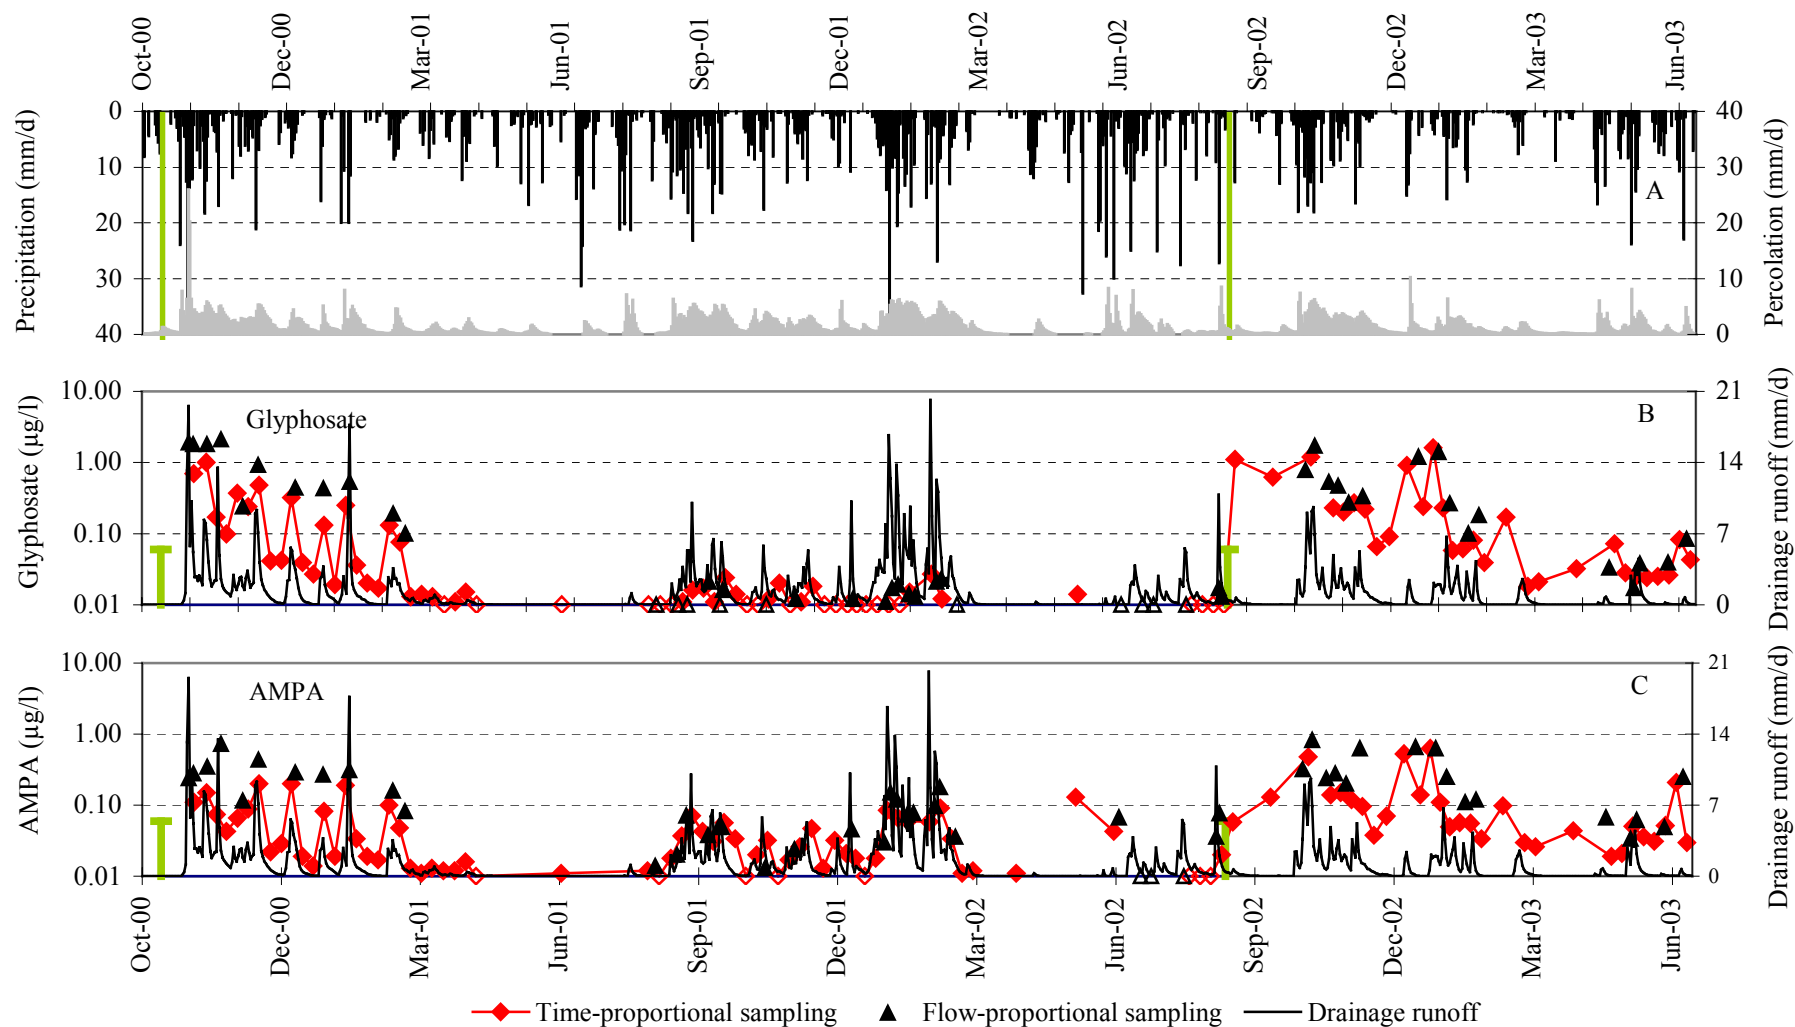 Oct-00 Dec-00 Mar-01 Jun-01 Sep-01 Dec-01 Mar-02 Jun-02 Sep-02 Dec-02 Mar-03 Jun-03
Precipitation (mm/d)
0
10
20
30
40
A
40
30
20
10
0
Percolation (mm/d)
Glyphosate (µg/l)
10.00
1.00
0.10
0.01
Glyphosate
B
21
14
7
0
Drainage runoff (mm/d)
AMPA (µg/l)
10.00
1.00
0.10
0.01
AMPA
C
21
14
7
0
Drainage runoff (mm/d)
Oct-00 Dec-00 Mar-01 Jun-01 Sep-01 Dec-01 Mar-02 Jun-02 Sep-02 Dec-02 Mar-03 Jun-03
Time-proportional sampling Flow-proportional sampling Drainage runoff